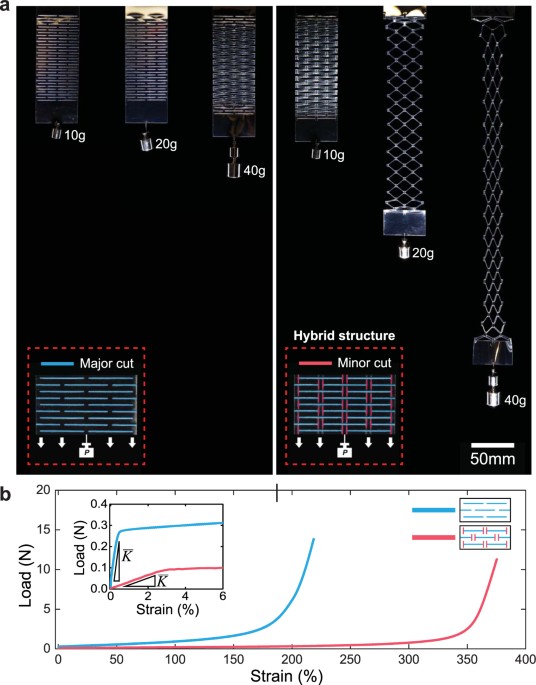 a
10g
20g
40g
10g
20g
40g
Major cut
P
Hybrid structure
Minor cut
P
50mm
b
Load (N)
20
15
10
5
0
0 50 100 150 200 250 300 350 400
Strain (%)
Load (N)
0.4
0.3
0.2
0.1
0.0
0 2 4 6
Strain (%)
K̅
K̅